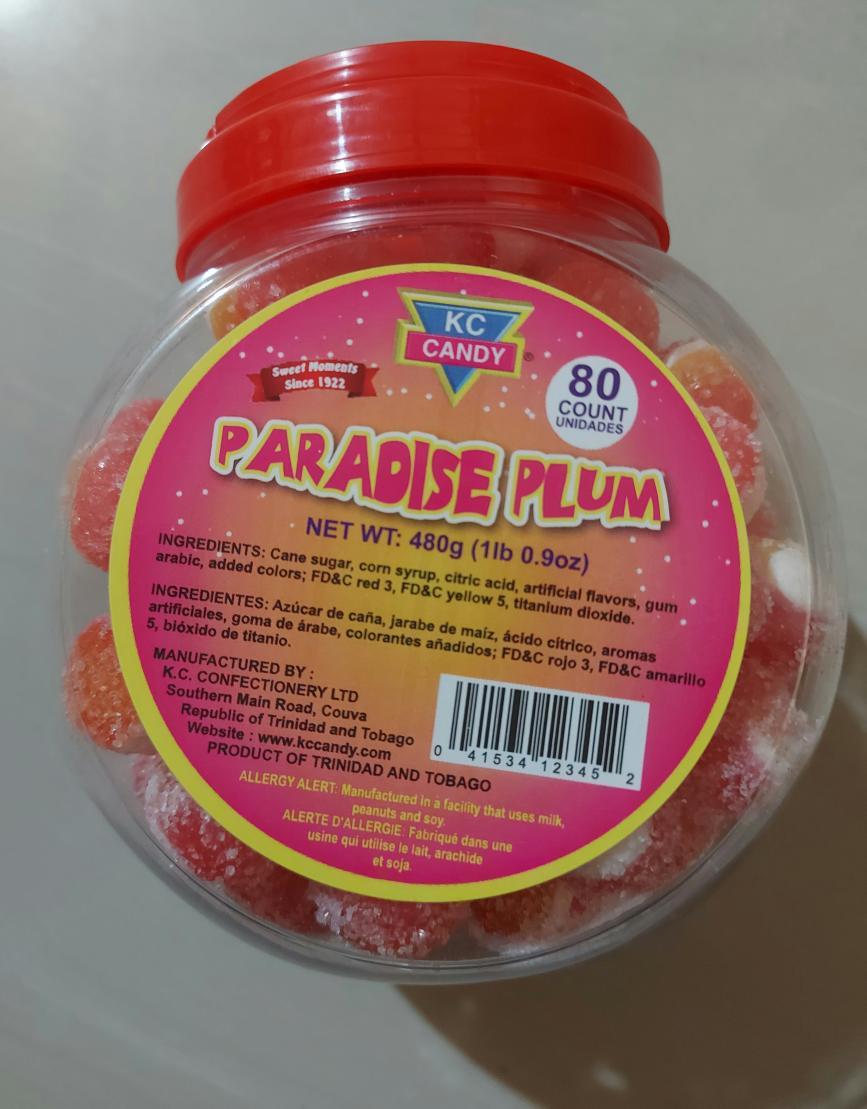 KC
CANDY®
Sweet Moments
Since 1922
80
COUNT
UNIDADES
PARADISE PLUM
NET WT: 480g (1lb 0.9oz)
INGREDIENTS: Cane sugar, corn syrup, citric acid, artificial flavors, gum
arabic, added colors; FD&C red 3, FD&C yellow 5, titanium dioxide.
INGREDIENTES: Azúcar de caña, jarabe de maíz, ácido cítrico, aromas
artificiales, goma de árabe, colorantes añadidos; FD&C rojo 3, FD&C amarillo
5, bióxido de titanio.
MANUFACTURED BY :
K.C. CONFECTIONERY LTD
Southern Main Road, Couva
Republic of Trinidad and Tobago
Website : www.kccandy.com
PRODUCT OF TRINIDAD AND TOBAGO
0 41534 12345 2
ALLERGY ALERT: Manufactured in a facility that uses milk,
peanuts and soy.
ALERTE D'ALLERGIE: Fabriqué dans une
usine qui utilise le lait, arachide
et soja.